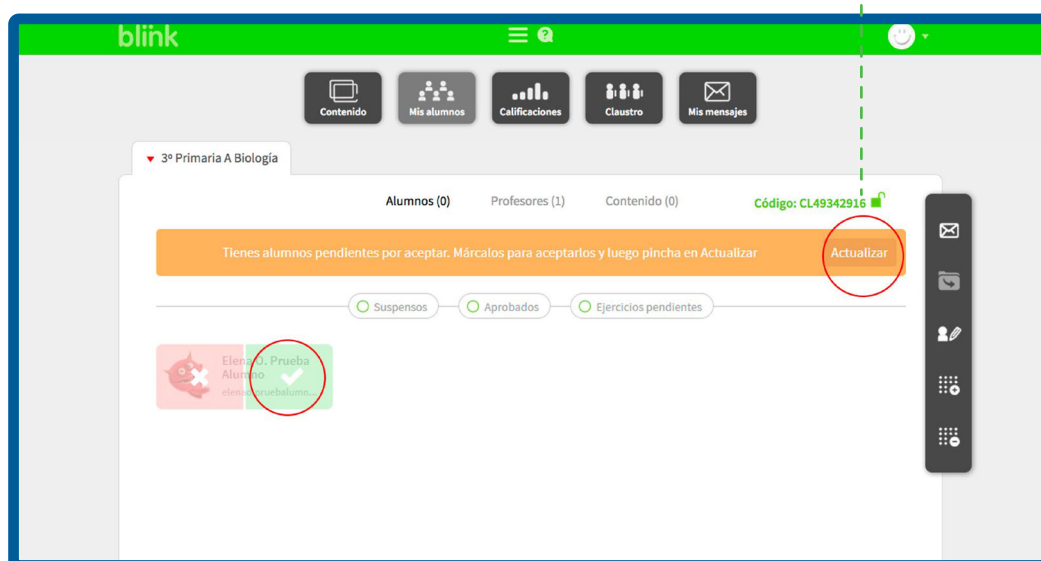 blink
Contenido
Mis alumnos
Calificaciones
Claustro
Mis mensajes
3º Primaria A Biología
Alumnos (0)
Profesores (1)
Contenido (0)
Código: CL49342916
Tienes alumnos pendientes por aceptar. Márcalos para aceptarlos y luego pincha en Actualizar
Actualizar
Suspensos
Aprobados
Ejercicios pendientes
Elena O. Prueba
Alumno